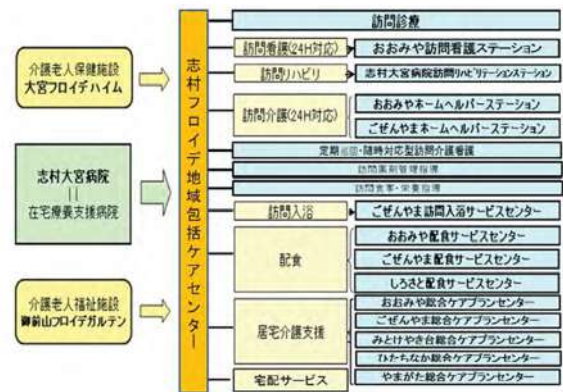 介護老人保健施設
大宮フロイデハイム
志村大宮病院
||
在宅療養支援病院
介護老人福祉施設
御前山フロイデガルテン
志村フロイデ地域包括ケアセンター
訪問診療
訪問看護(24H対応)
おおみや訪問看護ステーション
訪問リハビリ
志村大宮病院訪問リハビリテーションステーション
訪問介護(24H対応)
おおみやホームヘルパーステーション
ごぜんやまホームヘルパーステーション
定期巡回・随時対応型訪問介護看護
訪問薬剤管理指導
訪問食事・栄養指導
訪問入浴
ごぜんやま訪問入浴サービスセンター
配食
おおみや配食サービスセンター
ごぜんやま配食サービスセンター
しろさと配食サービスセンター
居宅介護支援
おおみや総合ケアプランセンター
ごぜんやま総合ケアプランセンター
みとけやき台総合ケアプランセンター
ひたちなか総合ケアプランセンター
宅配サービス
やまがた総合ケアプランセンター